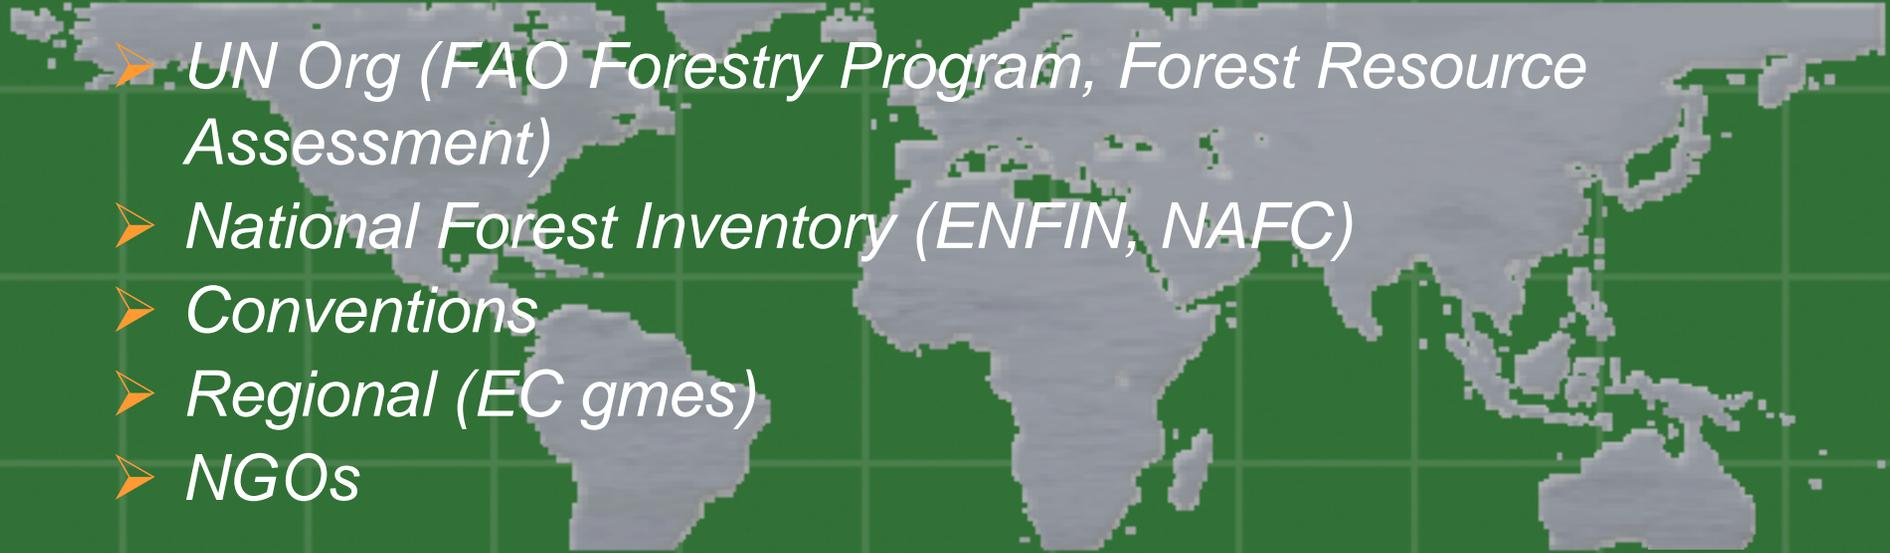 UN Org (FAO Forestry Program, Forest Resource
Assessment)
National Forest Inventory (ENFIN, NAFC)
Conventions
Regional (EC gmes)
NGOs